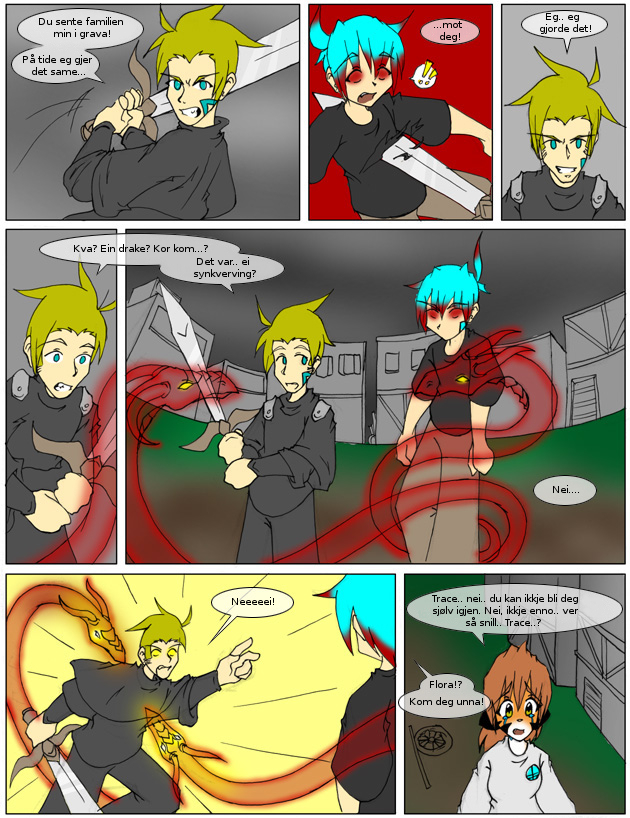 Du sente familien
min i grava!
På tide eg gjer
det same...
...mot
deg!
Eg.. eg
gjorde det!
Kva? Ein drake? Kor kom...?
Det var.. ei
synkverving?
Nei....
Neeeeei!
Trace.. nei.. du kan ikkje bli deg
sjølv igjen. Nei, ikkje enno.. ver
så snill.. Trace..?
Flora!?
Kom deg unna!